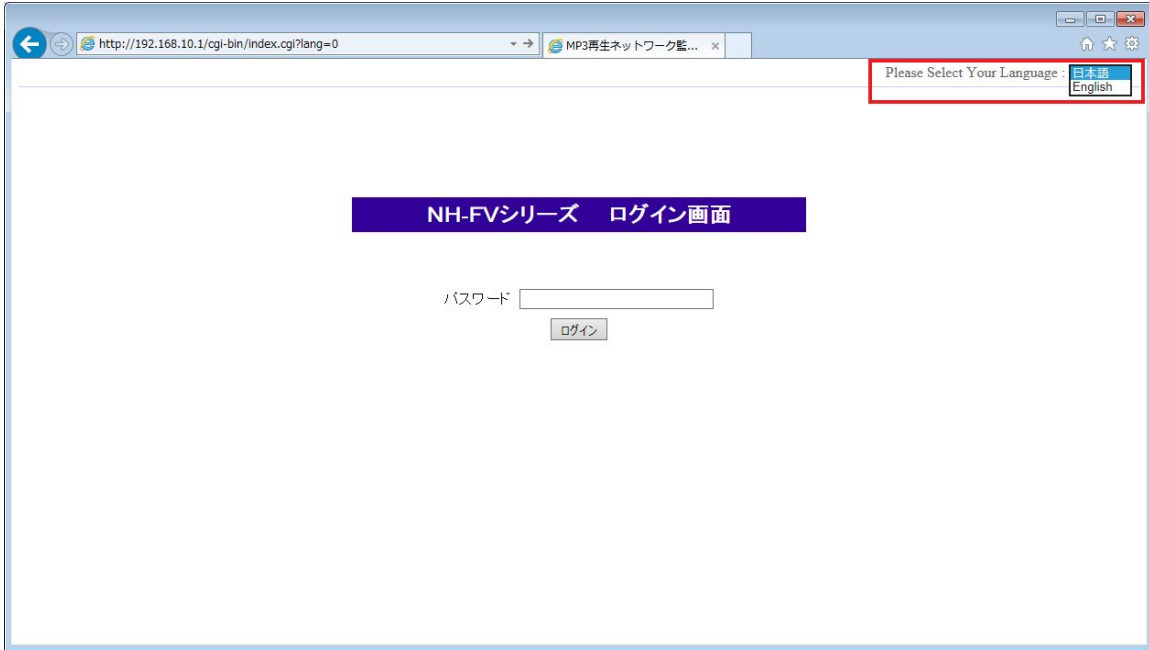 http://192.168.10.1/cgi-bin/index.cgi?lang=0
MP3再生ネットワーク監...
Please Select Your Language : 日本語
English
NH-FVシリーズ ログイン画面
パスワード
ログイン